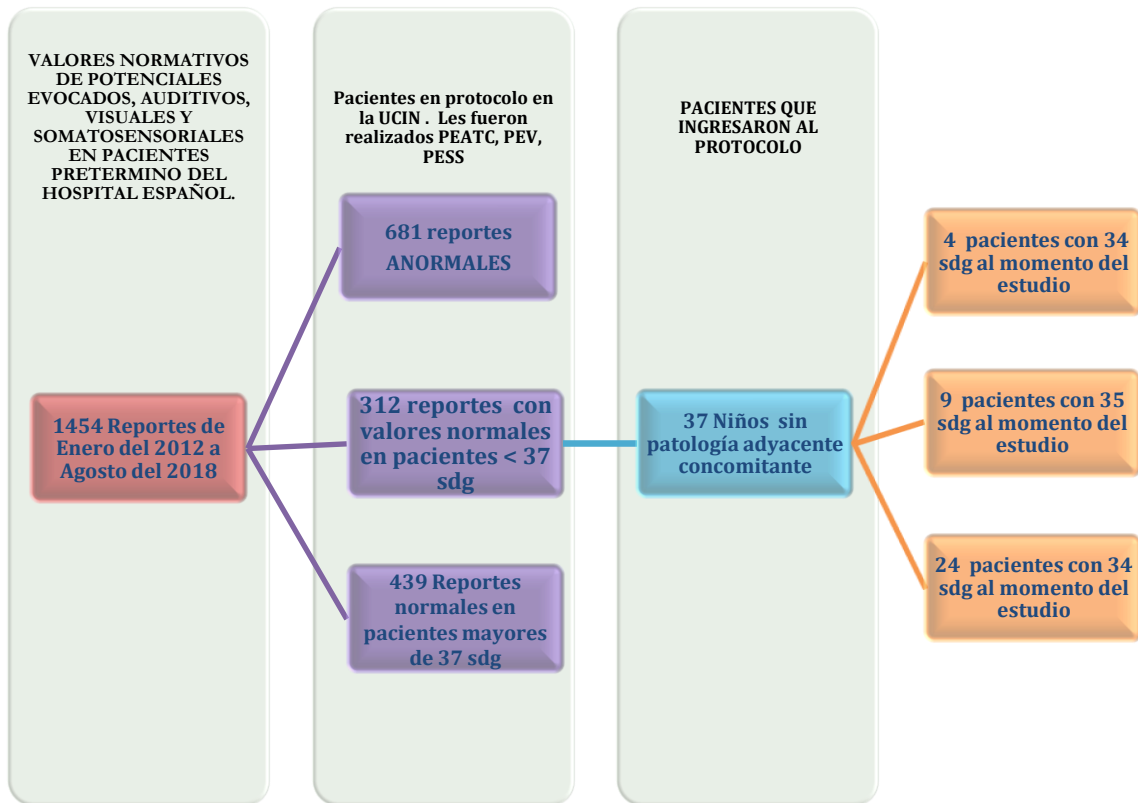 VALORES NORMATIVOS
DE POTENCIALES
EVOCADOS, AUDITIVOS,
VISUALES Y
SOMATOSENSORIALES
EN PACIENTES
PRETERMINO DEL
HOSPITAL ESPAÑOL.
1454 Reportes de
Enero del 2012 a
Agosto del 2018
Pacientes en protocolo en
la UCIN . Les fueron
realizados PEATC, PEV,
PESS
681 reportes
ANORMALES
312 reportes con
valores normales
en pacientes < 37
sdg
439 Reportes
normales en
pacientes mayores
de 37 sdg
PACIENTES QUE
INGRESARON AL
PROTOCOLO
37 Niños sin
patología adyacente
concomitante
4 pacientes con 34
sdg al momento del
estudio
9 pacientes con 35
sdg al momento del
estudio
24 pacientes con 34
sdg al momento del
estudio